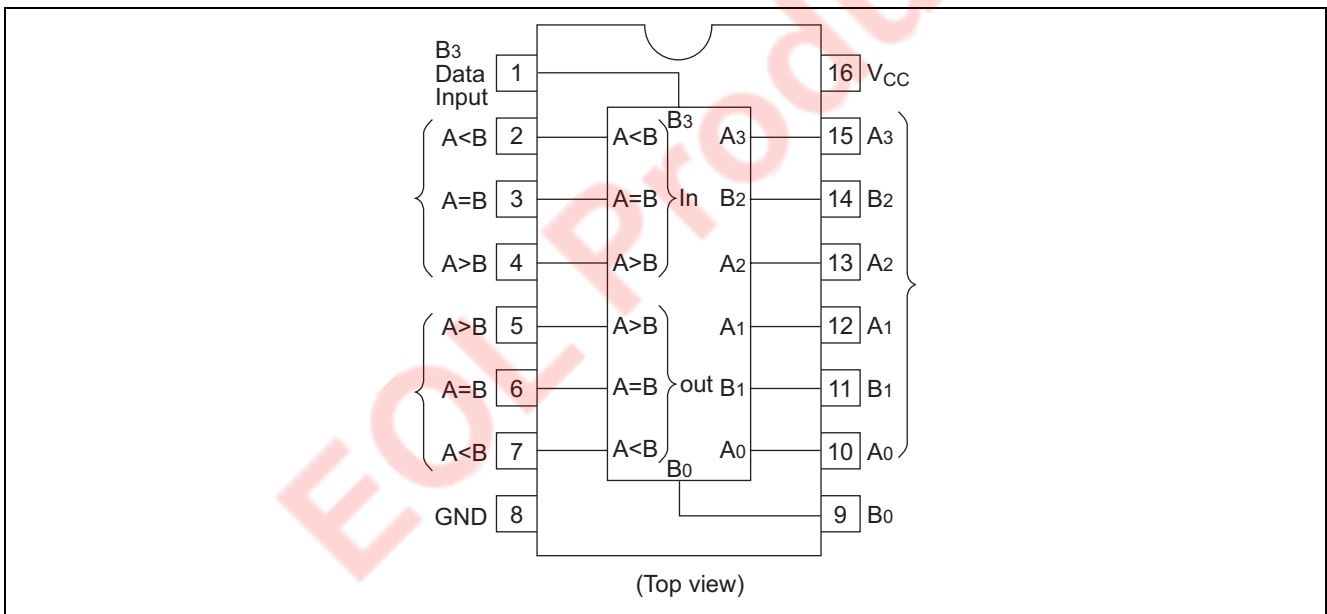 B3
Data
Input
1
16 VCC
B3
A<B 2 A<B A3 15 A3
A=B 3 A=B In B2 14 B2
A>B 4 A>B A2 13 A2
A>B 5 A>B A1 12 A1
A=B 6 A=B out B1 11 B1
A<B 7 A<B A0 10 A0
B0
GND 8 9 B0
(Top view)
EOL Produ